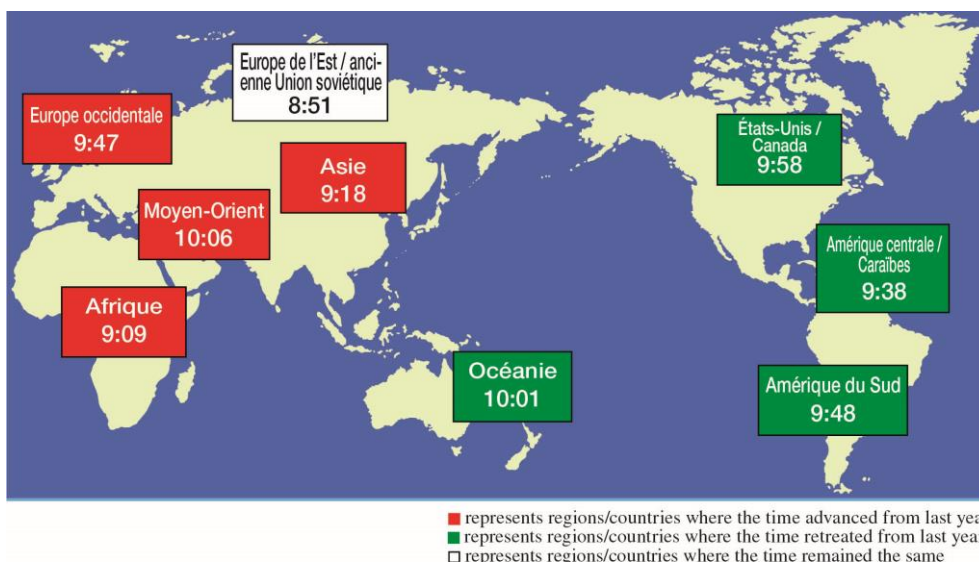 Europe de l'Est / anci-
enne Union soviétique
8:51
Europe occidentale
9:47
États-Unis /
Canada
9:58
Asie
9:18
Moyen-Orient
10:06
Amérique centrale /
Caraïbes
9:38
Afrique
9:09
Océanie
10:01
Amérique du Sud
9:48
represents regions/countries where the time advanced from last yea
represents regions/countries where the time retreated from last yea
represents regions/countries where the time remained the same